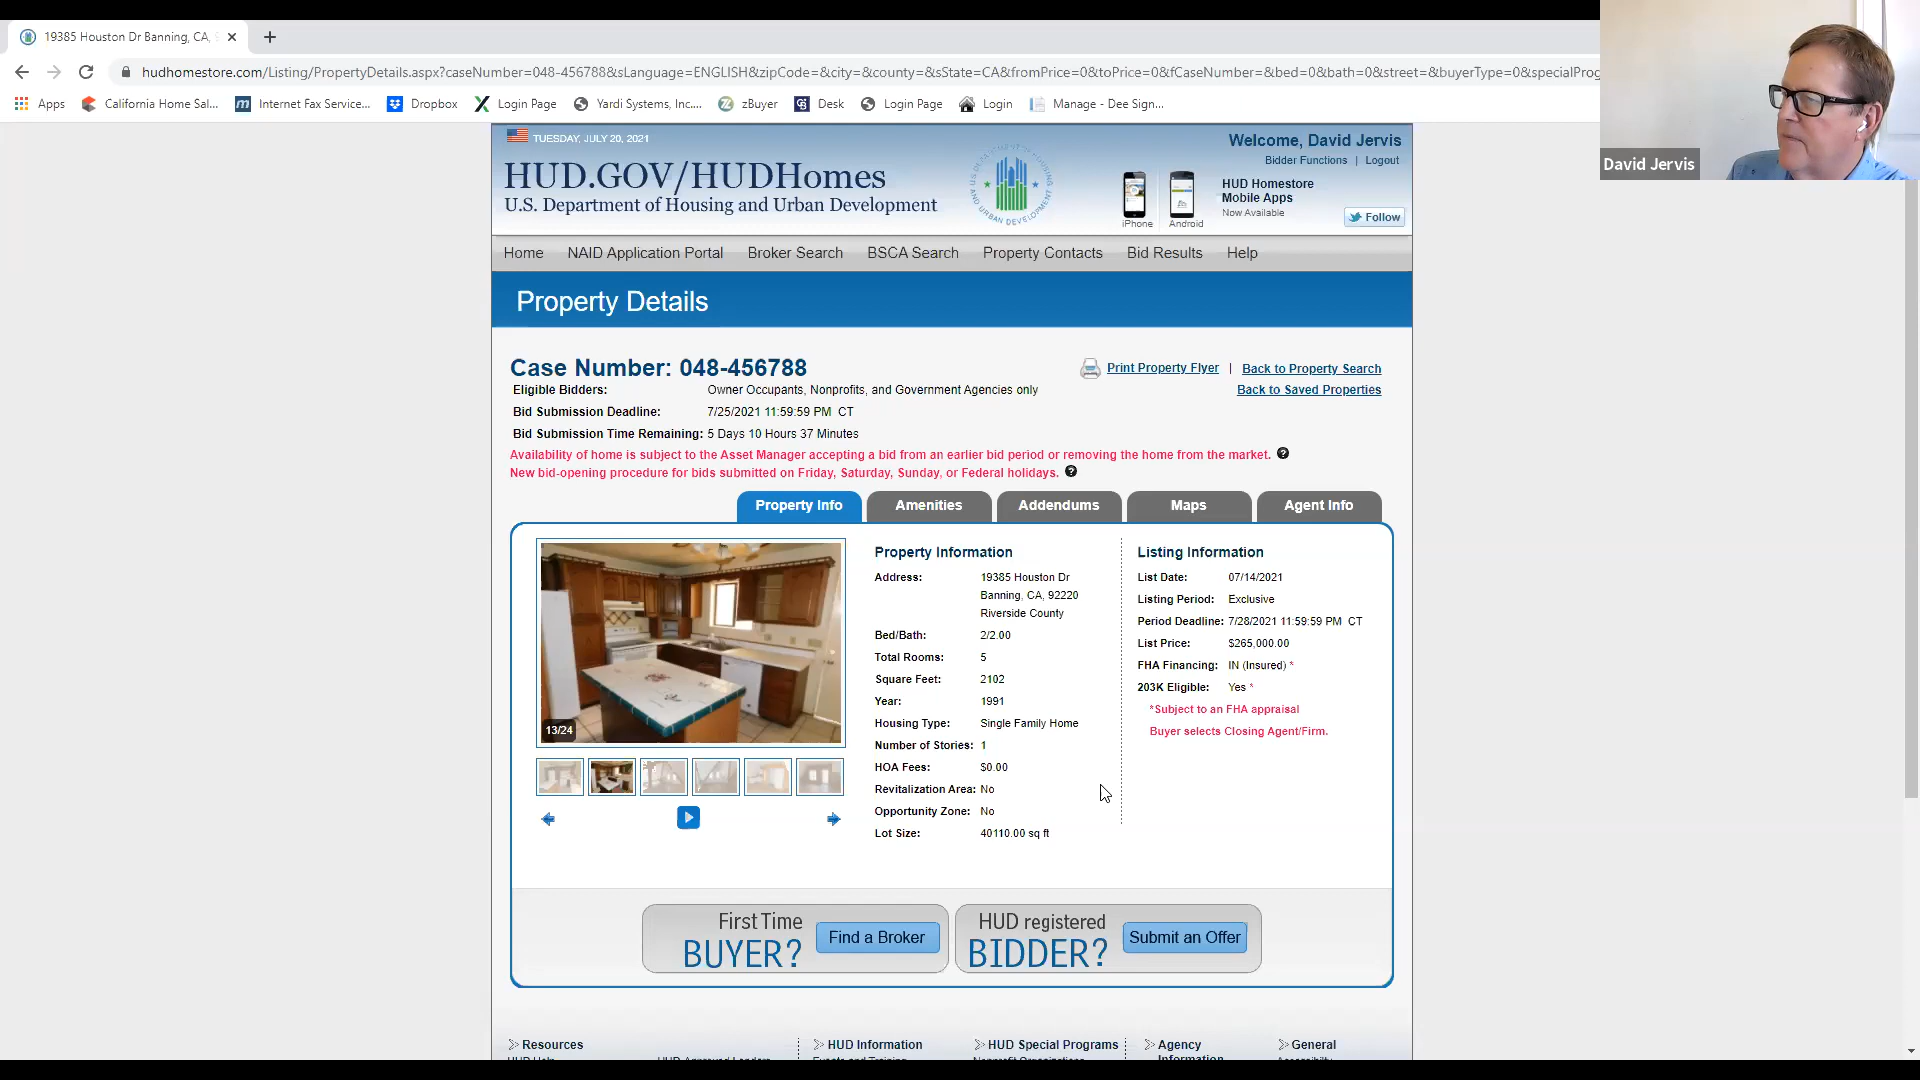 19385 Houston Dr Banning, CA,
hudhomestore.com/Listing/PropertyDetails.aspx?caseNumber=048-456788&sLanguage=ENGLISH&zipCode=&city=&county=&sState=CA&fromPrice=0&toPrice=0&fCaseNumber=&bed=0&bath=0&street=&buyerType=0&specialProg
Apps California Home Sal... Internet Fax Service... Dropbox Login Page Yardi Systems, Inc.... zBuyer Desk Login Page Login Manage - Dee Sign...
David Jervis
TUESDAY, JULY 20, 2021
Welcome, David Jervis
Bidder Functions | Logout
HUD.GOV/HUDHomes
U.S. Department of Housing and Urban Development
U.S. DEPARTMENT OF HOUSING AND URBAN DEVELOPMENT
iPhone Android
HUD Homestore
Mobile Apps
Now Available
Follow
Home NAID Application Portal Broker Search BSCA Search Property Contacts Bid Results Help
Property Details
Case Number: 048-456788
Print Property Flyer | Back to Property Search
Back to Saved Properties
Eligible Bidders: Owner Occupants, Nonprofits, and Government Agencies only
Bid Submission Deadline: 7/25/2021 11:59:59 PM CT
Bid Submission Time Remaining: 5 Days 10 Hours 37 Minutes
Availability of home is subject to the Asset Manager accepting a bid from an earlier bid period or removing the home from the market. ?
New bid-opening procedure for bids submitted on Friday, Saturday, Sunday, or Federal holidays. ?
Property Info Amenities Addendums Maps Agent Info
13/24
Property Information
Address: 19385 Houston Dr
Banning, CA, 92220
Riverside County
Bed/Bath: 2/2.00
Total Rooms: 5
Square Feet: 2102
Year: 1991
Housing Type: Single Family Home
Number of Stories: 1
HOA Fees: $0.00
Revitalization Area: No
Opportunity Zone: No
Lot Size: 40110.00 sq ft
Listing Information
List Date: 07/14/2021
Listing Period: Exclusive
Period Deadline: 7/28/2021 11:59:59 PM CT
List Price: $265,000.00
FHA Financing: IN (Insured) *
203K Eligible: Yes *
*Subject to an FHA appraisal
Buyer selects Closing Agent/Firm.
First Time
BUYER?
Find a Broker
HUD registered
BIDDER?
Submit an Offer
Resources HUD Information HUD Special Programs Agency General
Information